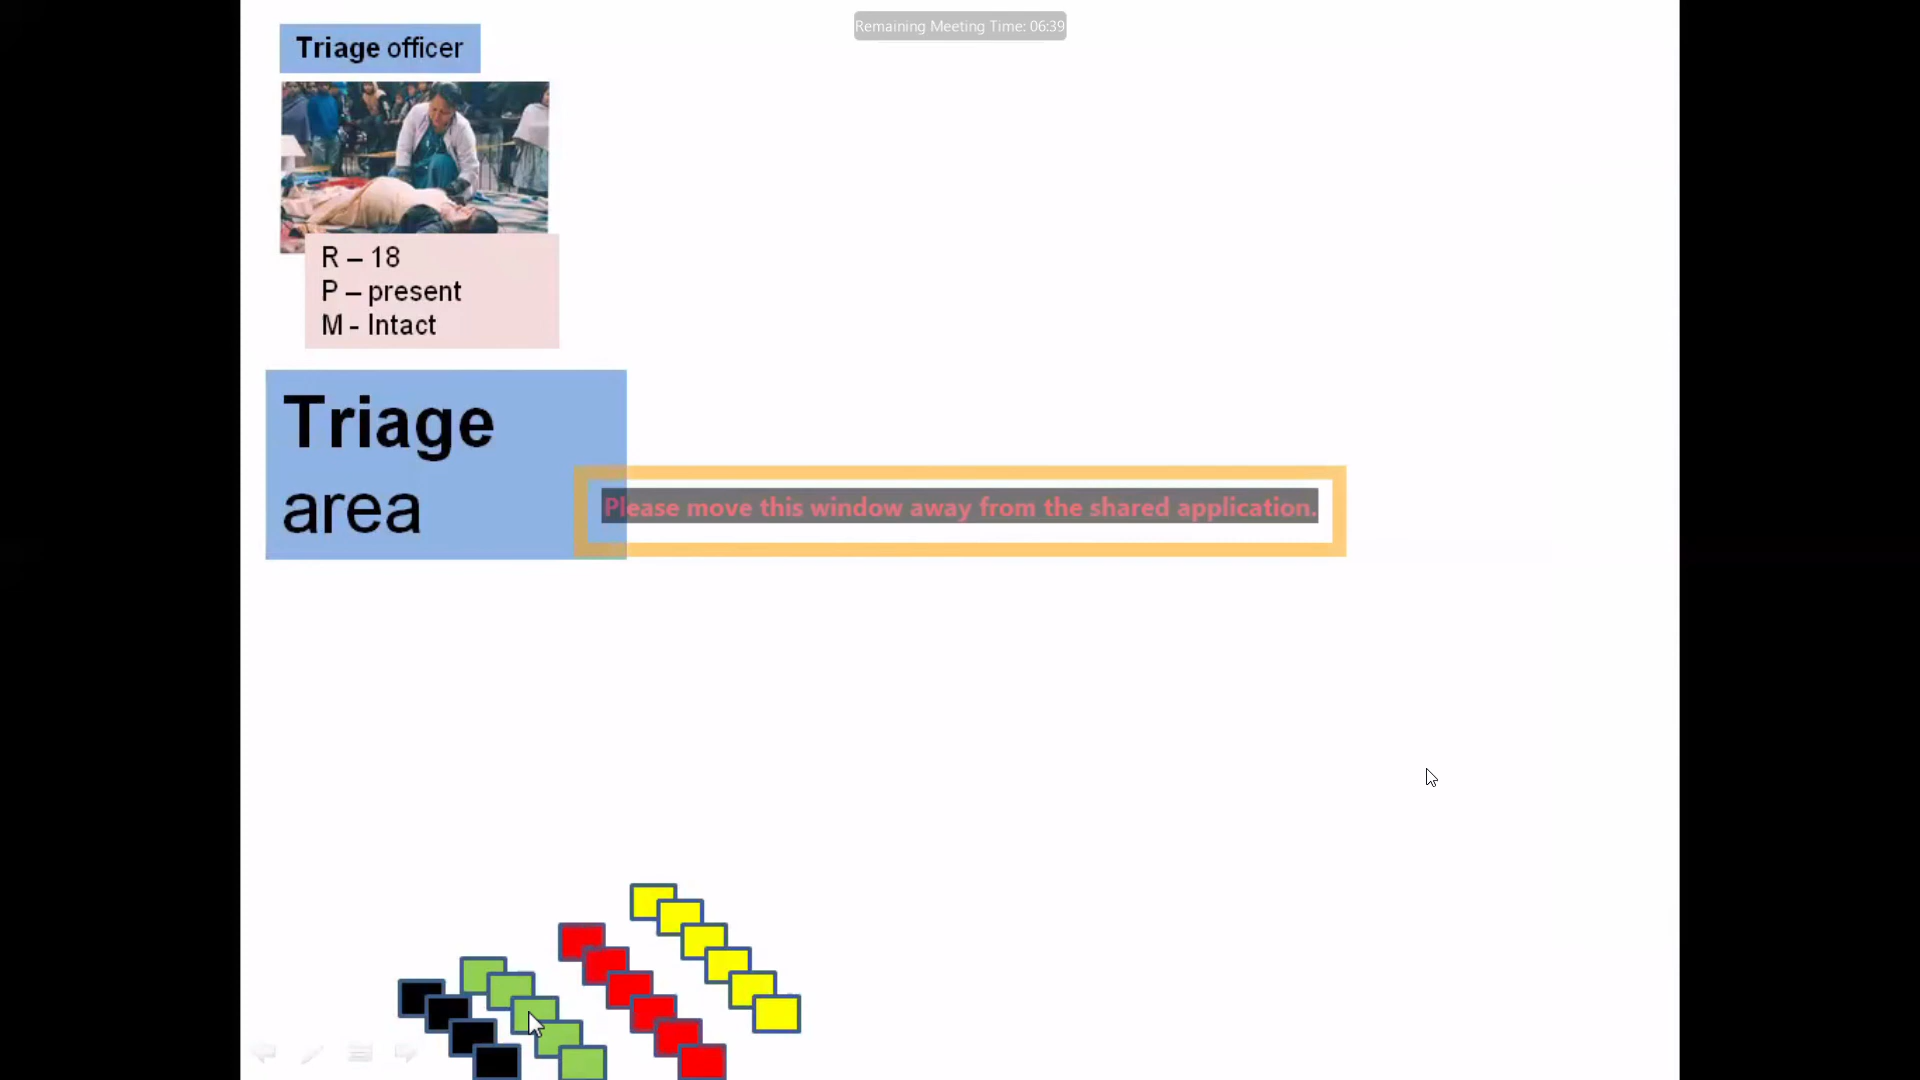 Remaining Meeting Time: 06:39
Triage officer
R – 18
P – present
M - Intact
Triage
area
Please move this window away from the shared application.